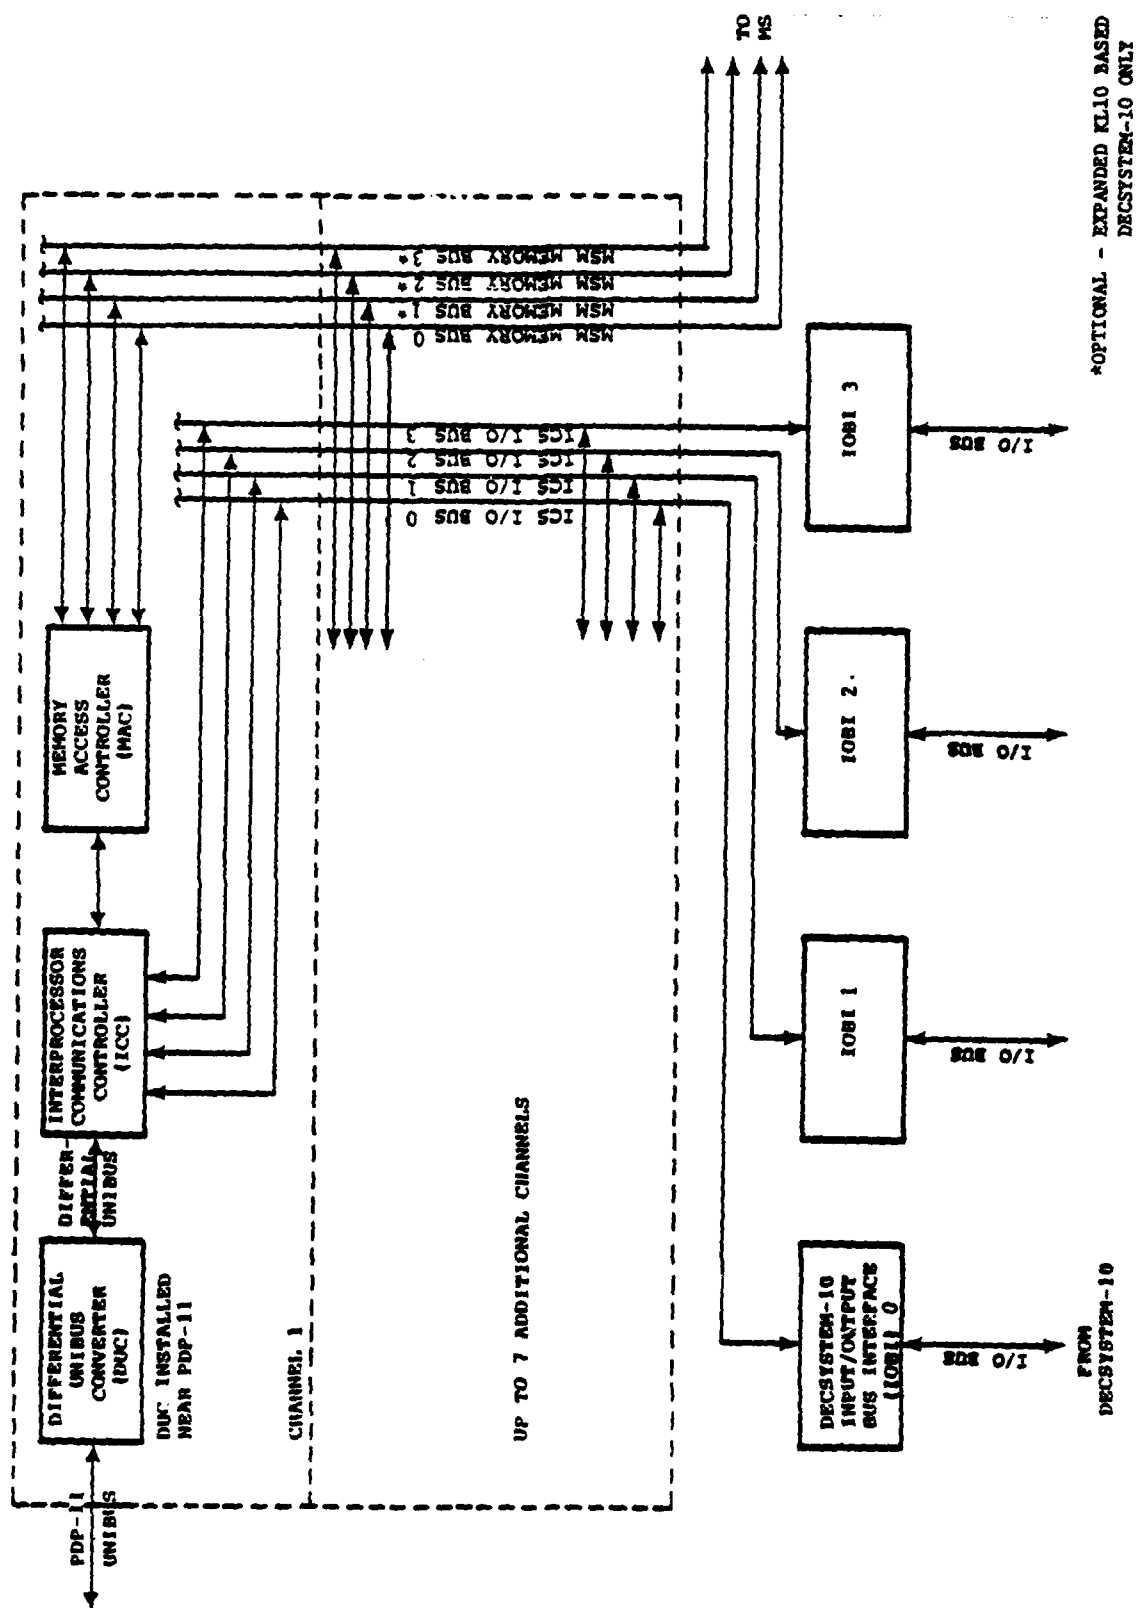 PDP-11
UNIBUS
DIFFERENTIAL
UNIBUS
CONVERTER
(DUC)
DUC INSTALLED
NEAR PDP-11
DIFFER-
ENTIAL
UNIBUS
INTERPROCESSOR
COMMUNICATIONS
CONTROLLER
(ICC)
MEMORY
ACCESS
CONTROLLER
(MAC)
CHANNEL 1
UP TO 7 ADDITIONAL CHANNELS
MSM MEMORY BUS 3*
MSM MEMORY BUS 2*
MSM MEMORY BUS 1*
MSM MEMORY BUS 0
ICS I/O BUS 3
ICS I/O BUS 2
ICS I/O BUS 1
ICS I/O BUS 0
TO
MS
DECSYSTEM-10
INPUT/OUTPUT
BUS INTERFACE
(IOBI) 0
IOBI 1
IOBI 2
IOBI 3
I/O BUS
I/O BUS
I/O BUS
I/O BUS
FROM
DECSYSTEM-10
*OPTIONAL - EXPANDED KL10 BASED
DECSYSTEM-10 ONLY